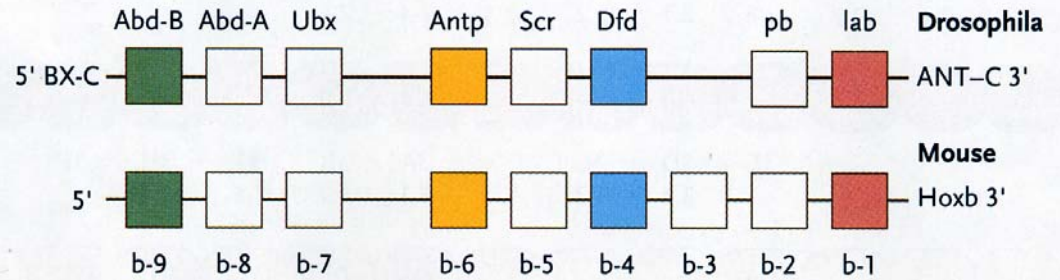 Abd-B Abd-A Ubx Antp Scr Dfd pb lab Drosophila
5' BX-C ANT–C 3'
Mouse
5' Hoxb 3'
b-9 b-8 b-7 b-6 b-5 b-4 b-3 b-2 b-1